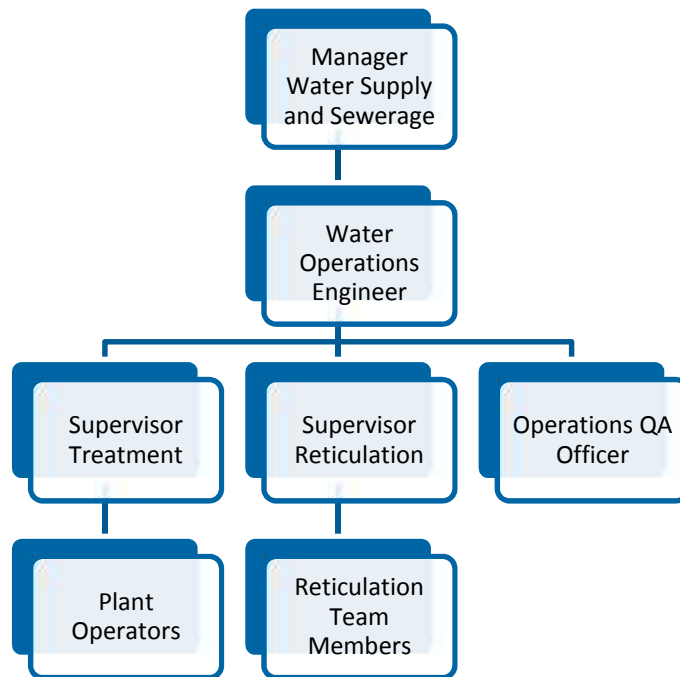 Manager
Water Supply
and Sewerage
Water
Operations
Engineer
Supervisor
Treatment
Supervisor
Reticulation
Operations QA
Officer
Plant
Operators
Reticulation
Team
Members